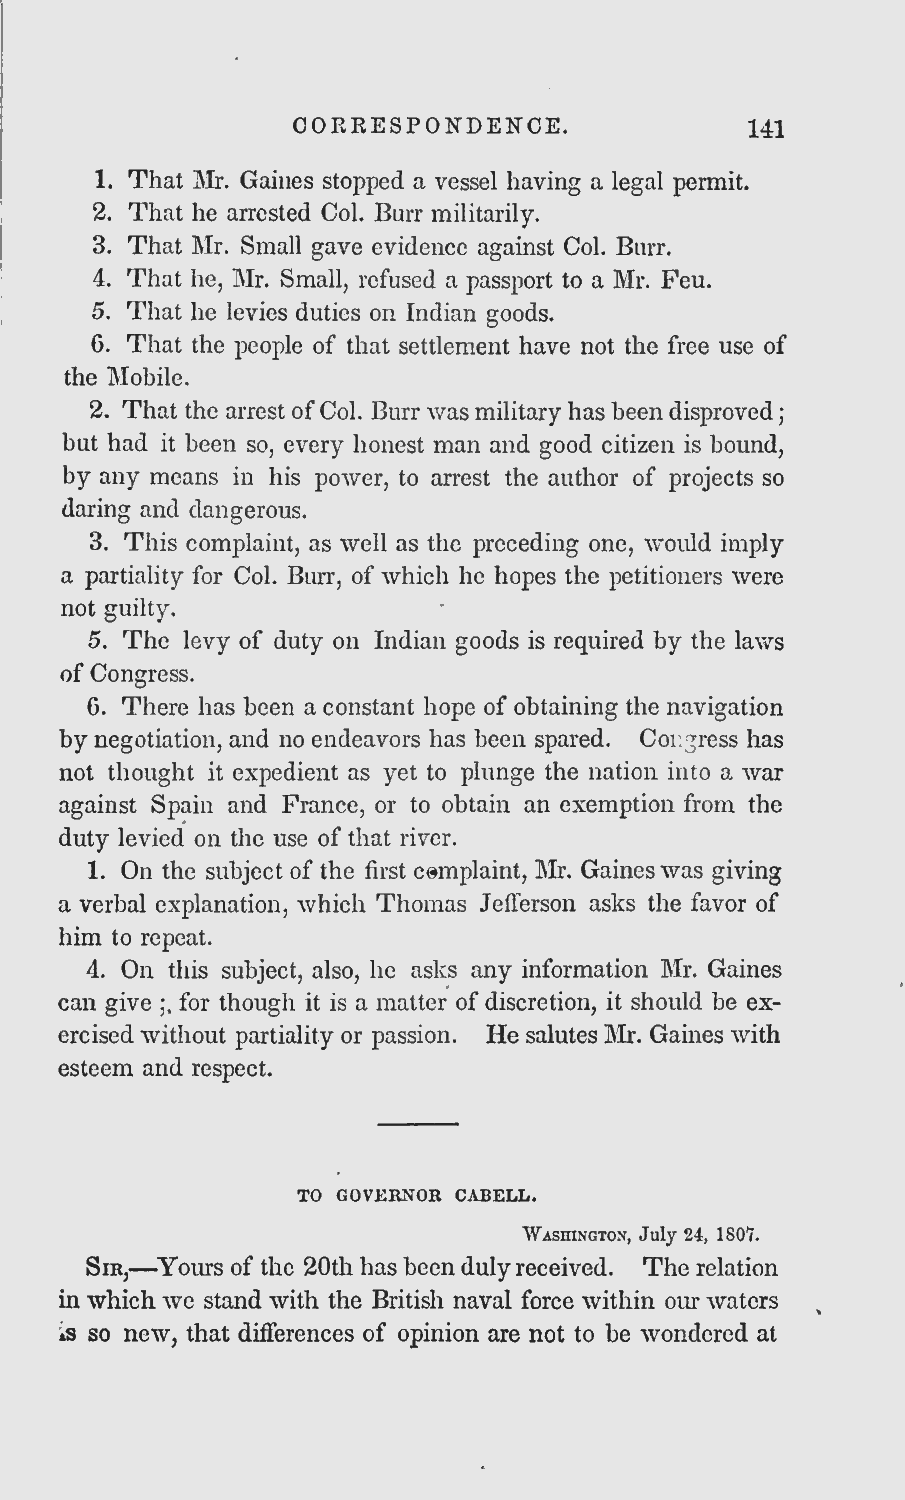 CORRESPONDENCE. 141
1. That Mr. Gaines stopped a vessel having a legal permit.
2. That he arrested Col. Burr militarily.
3. That Mr. Small gave evidence against Col. Burr.
4. That he, Mr. Small, refused a passport to a Mr. Feu.
5. That he levies duties on Indian goods.
6. That the people of that settlement have not the free use of
the Mobile.
2. That the arrest of Col. Burr was military has been disproved;
but had it been so, every honest man and good citizen is bound,
by any means in his power, to arrest the author of projects so
daring and dangerous.
3. This complaint, as well as the preceding one, would imply
a partiality for Col. Burr, of which he hopes the petitioners were
not guilty.
5. The levy of duty on Indian goods is required by the laws
of Congress.
6. There has been a constant hope of obtaining the navigation
by negotiation, and no endeavors has been spared. Congress has
not thought it expedient as yet to plunge the nation into a war
against Spain and France, or to obtain an exemption from the
duty levied on the use of that river.
1. On the subject of the first complaint, Mr. Gaines was giving
a verbal explanation, which Thomas Jefferson asks the favor of
him to repeat.
4. On this subject, also, he asks any information Mr. Gaines
can give; for though it is a matter of discretion, it should be ex-
ercised without partiality or passion. He salutes Mr. Gaines with
esteem and respect.
TO GOVERNOR CABELL.
WASHINGTON, July 24, 1807.
SIR,—Yours of the 20th has been duly received. The relation
in which we stand with the British naval force within our waters
is so new, that differences of opinion are not to be wondered at